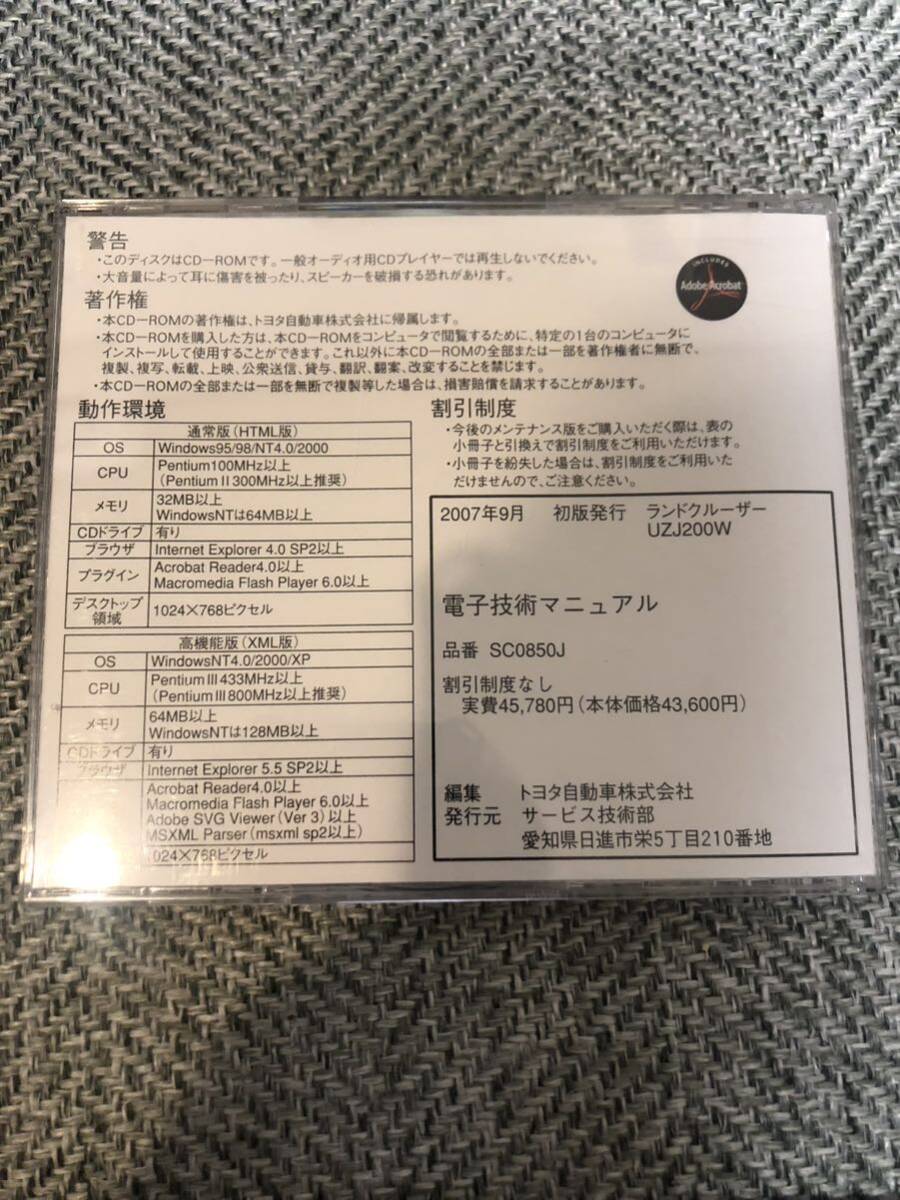 警告
・このディスクはCD－ROMです。一般オーディオ用CDプレイヤーでは再生しないでください。
・大音量によって耳に傷害を被ったり、スピーカーを破損する恐れがあります。
INCLUDES
Adobe Acrobat
著作権
・本CD－ROMの著作権は、トヨタ自動車株式会社に帰属します。
・本CD－ROMを購入した方は、本CD－ROMをコンピュータで閲覧するために、特定の1台のコンピュータに
インストールして使用することができます。これ以外に本CD－ROMの全部または一部を著作権者に無断で、
複製、複写、転載、上映、公衆送信、貸与、翻訳、翻案、改変することを禁じます。
・本CD－ROMの全部または一部を無断で複製等した場合は、損害賠償を請求することがあります。
動作環境
通常版（HTML版）
OS Windows95/98/NT4.0/2000
CPU Pentium100MHz以上
（PentiumⅡ300MHz以上推奨）
メモリ 32MB以上
WindowsNTは64MB以上
CDドライブ 有り
ブラウザ Internet Explorer 4.0 SP2以上
プラグイン Acrobat Reader4.0以上
Macromedia Flash Player 6.0以上
デスクトップ領域 1024×768ピクセル
高機能版（XML版）
OS WindowsNT4.0/2000/XP
CPU PentiumⅢ433MHz以上
（PentiumⅢ800MHz以上推奨）
メモリ 64MB以上
WindowsNTは128MB以上
CDドライブ 有り
ブラウザ Internet Explorer 5.5 SP2以上
Acrobat Reader4.0以上
Macromedia Flash Player 6.0以上
Adobe SVG Viewer (Ver 3)以上
MSXML Parser (msxml sp2以上)
024×768ピクセル
割引制度
・今後のメンテナンス版をご購入いただく際は、表の
小冊子と引換えで割引制度をご利用いただけます。
・小冊子を紛失した場合は、割引制度をご利用いた
だけませんので、ご注意ください。
2007年9月 初版発行 ランドクルーザー
UZJ200W
電子技術マニュアル
品番 SC0850J
割引制度なし
実費45,780円（本体価格43,600円）
編集 トヨタ自動車株式会社
発行元 サービス技術部
愛知県日進市栄5丁目210番地